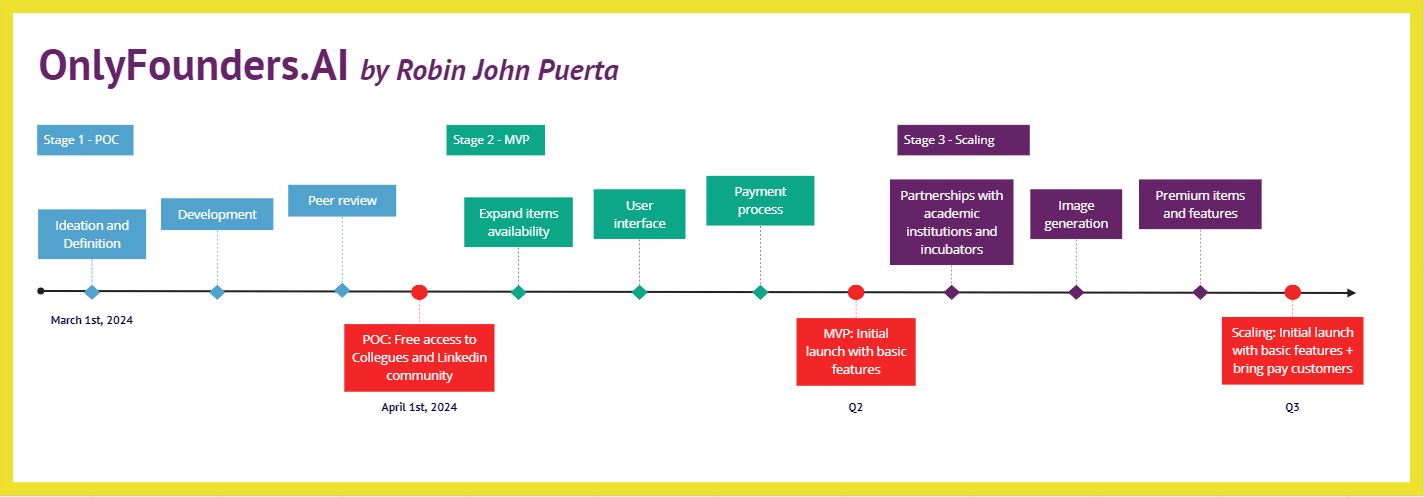 OnlyFounders.AI by Robin John Puerta
Stage 1 - POC
Stage 2 - MVP
Stage 3 - Scaling
Ideation and
Definition
Development
Peer review
Expand items
availability
User
interface
Payment
process
Partnerships with
academic
institutions and
incubators
Image
generation
Premium items
and features
March 1st, 2024
POC: Free access to
Collegues and Linkedin
community
April 1st, 2024
MVP: Initial
launch with basic
features
Q2
Scaling: Initial launch
with basic features +
bring pay customers
Q3